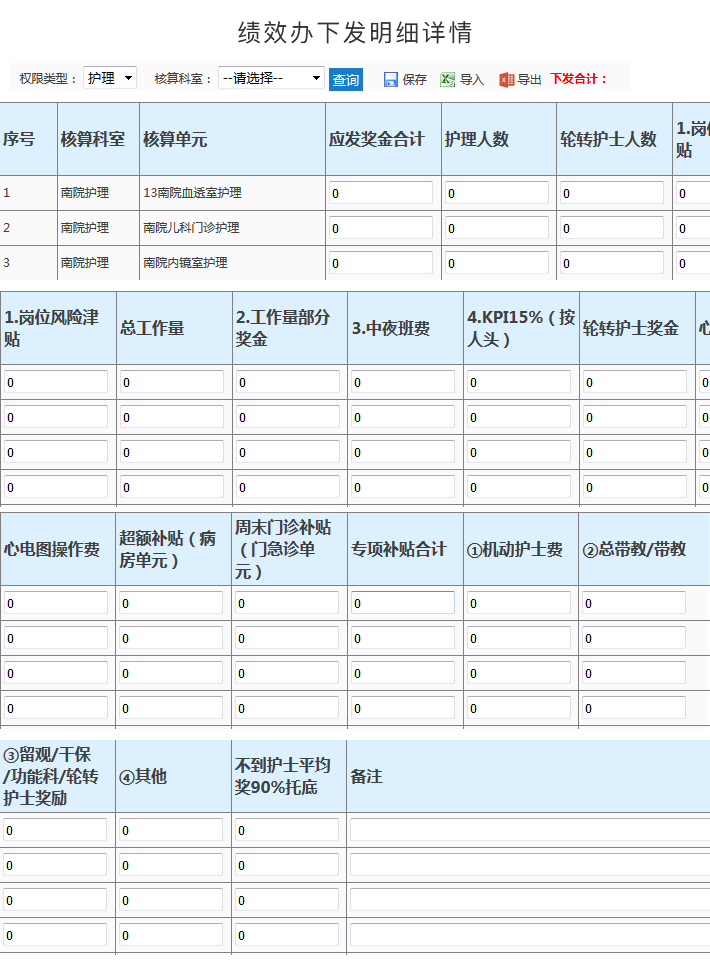 绩效办下发明细详情
权限类型： 护理 核算科室： --请选择-- 查询 保存 导入 导出 下发合计：
序号 核算科室 核算单元 应发奖金合计 护理人数 轮转护士人数 1.岗
贴
1 南院护理 13南院血透室护理 0 0 0 0
2 南院护理 南院儿科门诊护理 0 0 0 0
3 南院护理 南院内镜室护理 0 0 0 0
1.岗位风险津贴 总工作量 2.工作量部分奖金 3.中夜班费 4.KPI15%（按人头） 轮转护士奖金 心
0 0 0 0 0 0 0
0 0 0 0 0 0 0
0 0 0 0 0 0 0
0 0 0 0 0 0 0
心电图操作费 超额补贴（病房单元） 周末门诊补贴（门急诊单元） 专项补贴合计 ①机动护士费 ②总带教/带教
0 0 0 0 0 0
0 0 0 0 0 0
0 0 0 0 0 0
0 0 0 0 0 0
③留观/干保/功能科/轮转护士奖励 ④其他 不到护士平均奖90%托底 备注
0 0 0
0 0 0
0 0 0
0 0 0